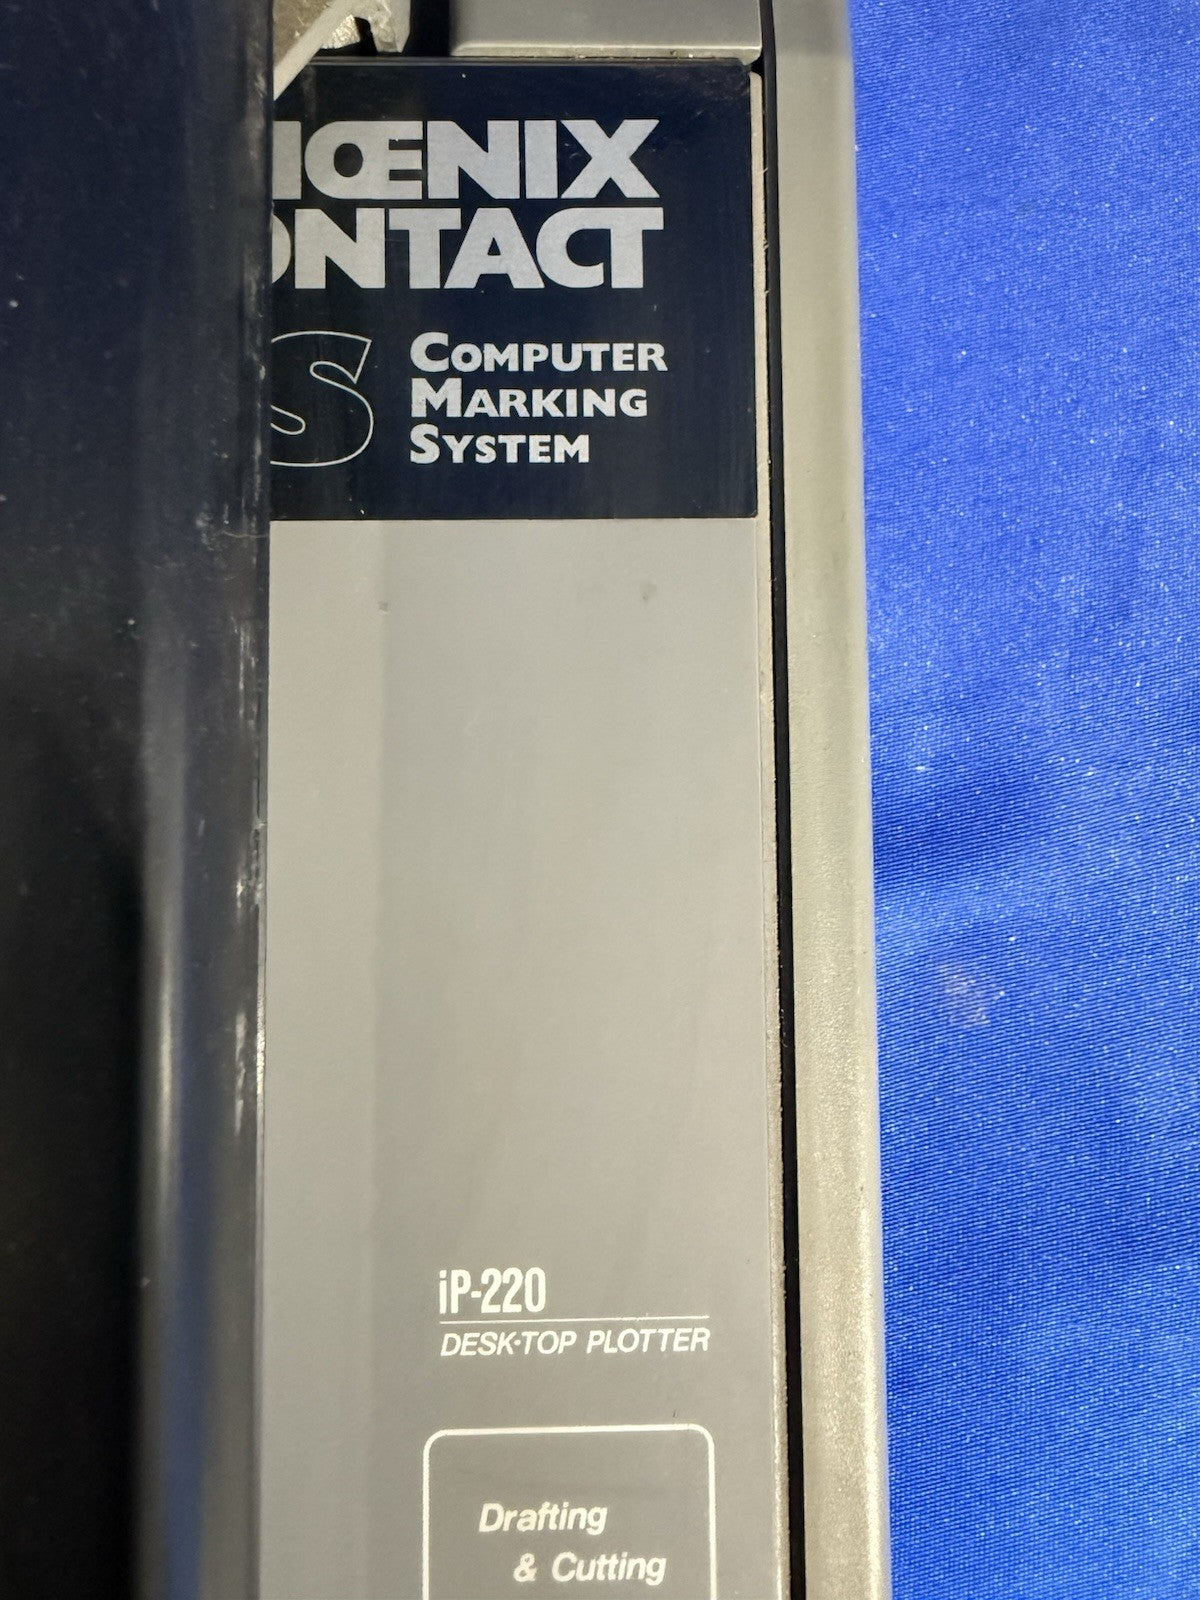 HŒNIX
ONTACT
S
COMPUTER
MARKING
SYSTEM
iP-220
DESK-TOP PLOTTER
Drafting
& Cutting